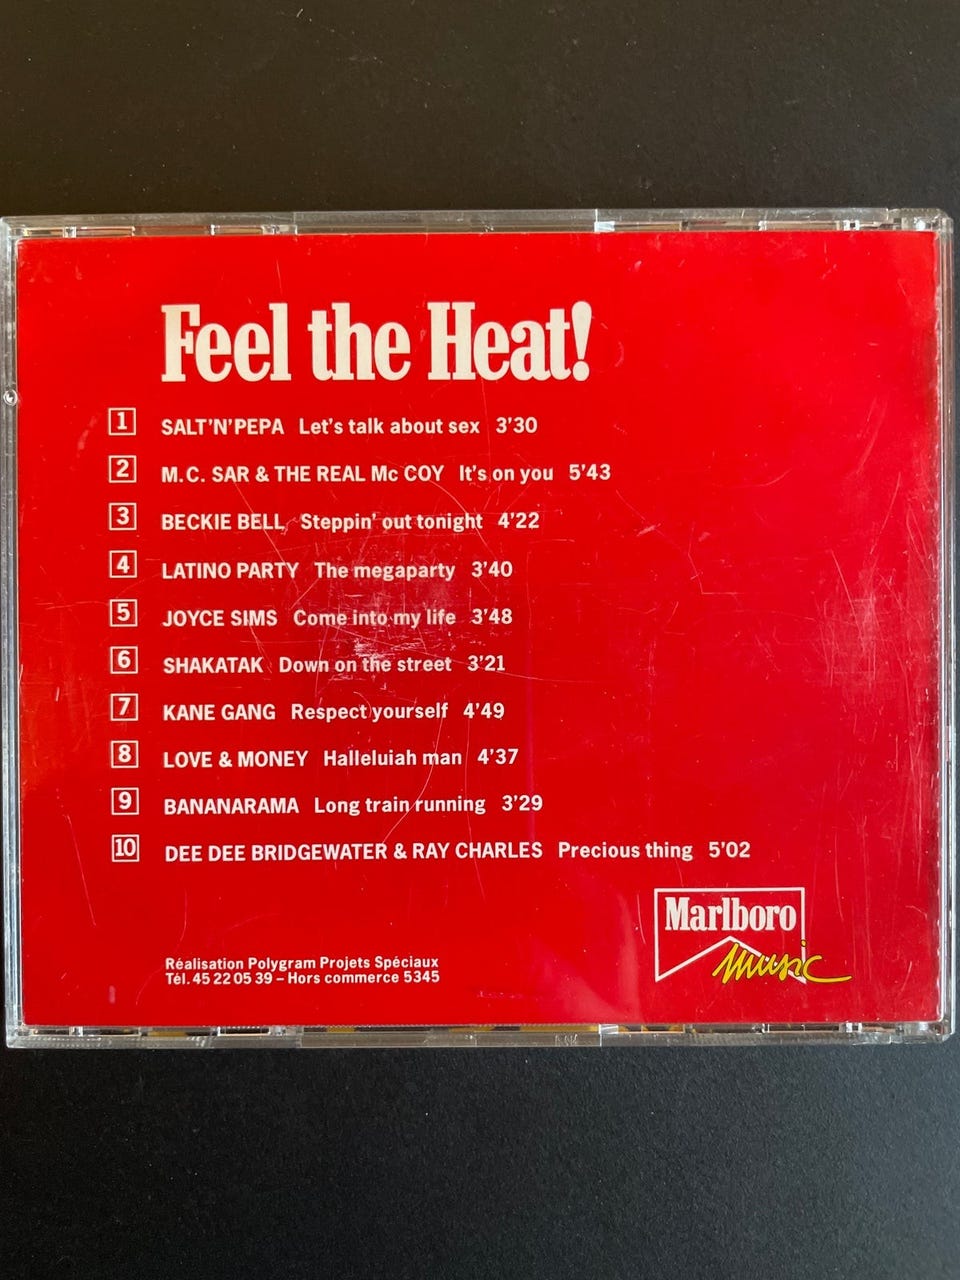 Feel the Heat!
1 SALT'N'PEPA Let's talk about sex 3'30
2 M.C. SAR & THE REAL Mc COY It's on you 5'43
3 BECKIE BELL Steppin' out tonight 4'22
4 LATINO PARTY The megaparty 3'40
5 JOYCE SIMS Come into my life 3'48
6 SHAKATAK Down on the street 3'21
7 KANE GANG Respect yourself 4'49
8 LOVE & MONEY Halleluiah man 4'37
9 BANANARAMA Long train running 3'29
10 DEE DEE BRIDGEWATER & RAY CHARLES Precious thing 5'02
Marlboro
music
Réalisation Polygram Projets Spéciaux
Tél. 45 22 05 39 – Hors commerce 5345